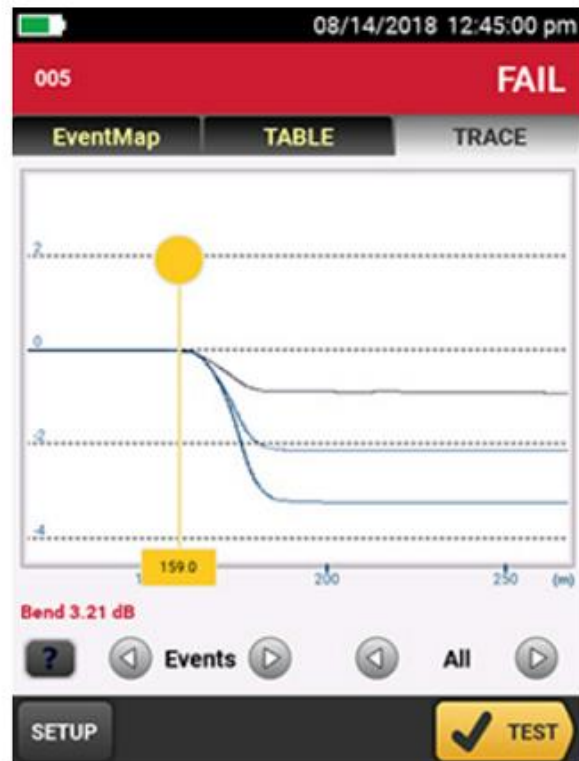 08/14/2018 12:45:00 pm
005 FAIL
EventMap TABLE TRACE
2
0
-2
-4
159.0
200 250 (m)
Bend 3.21 dB
? Events All
SETUP TEST